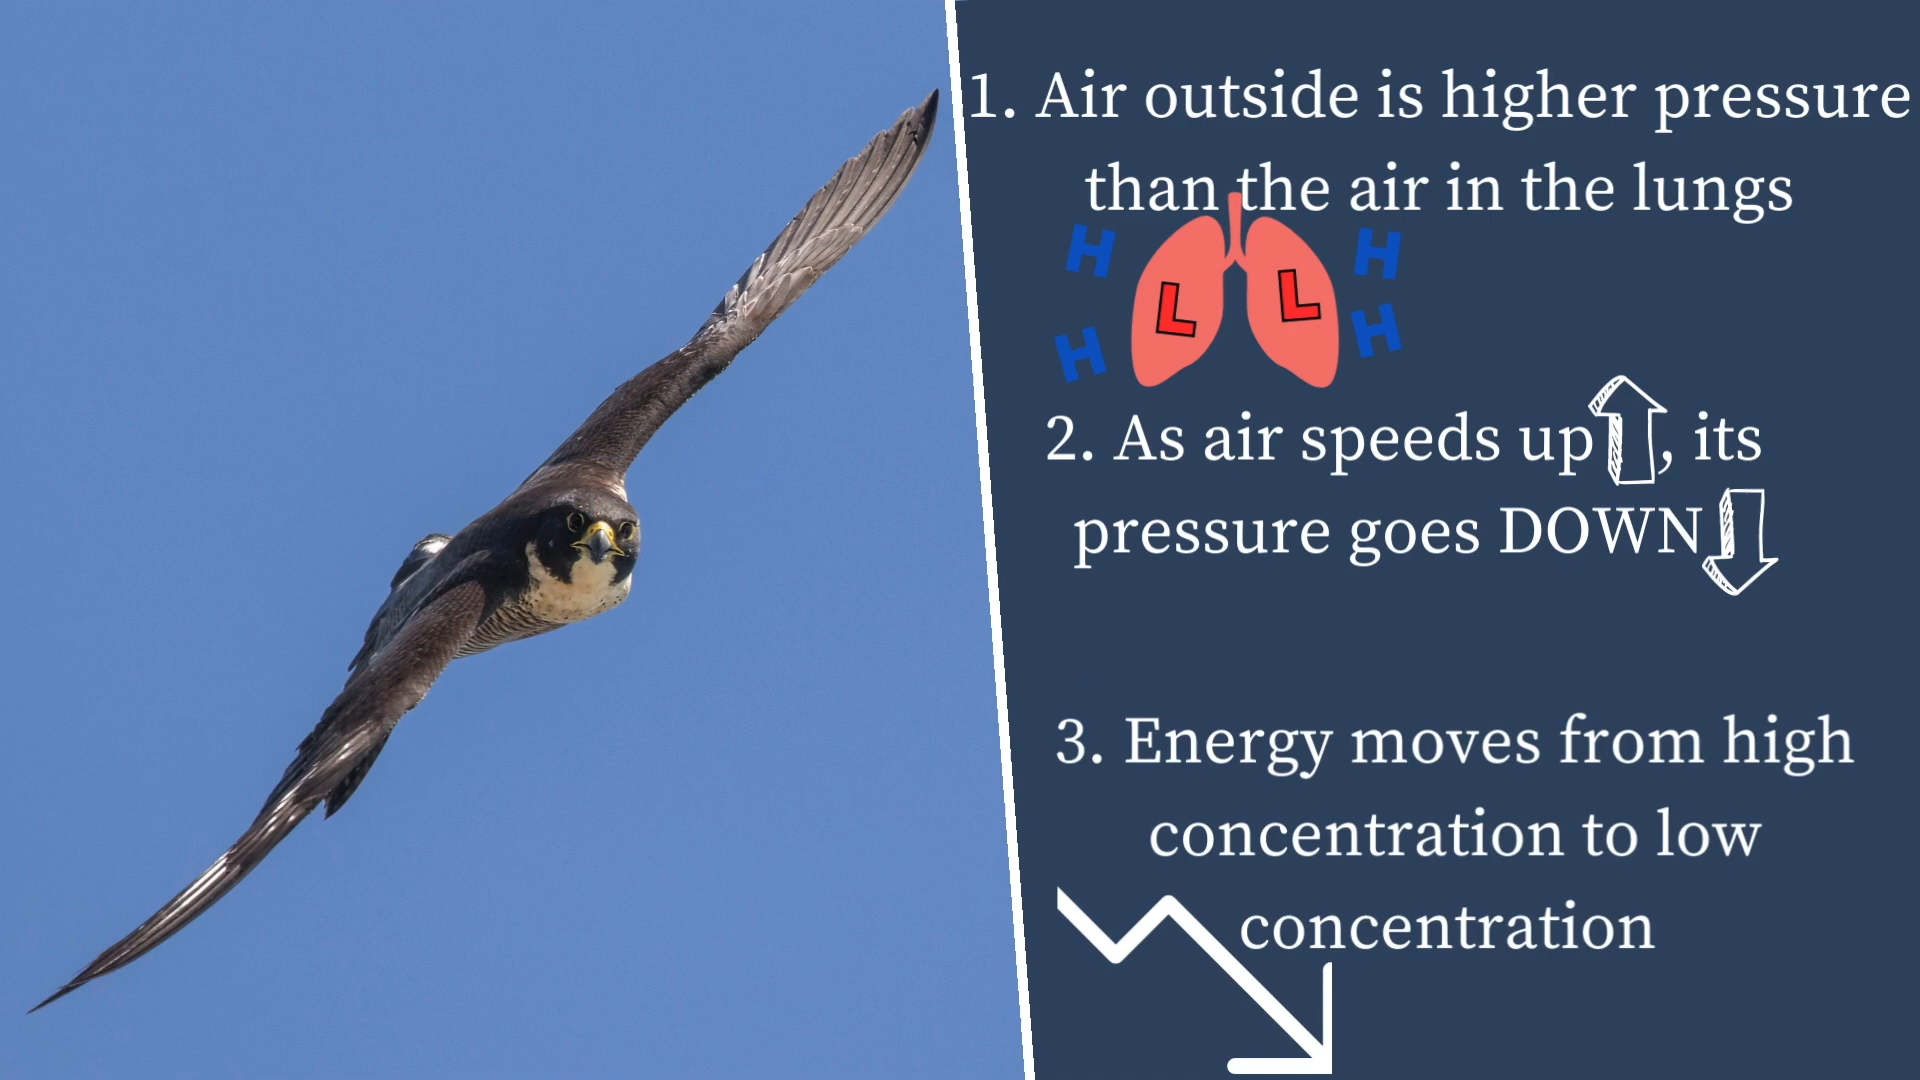 1. Air outside is higher pressure
than the air in the lungs
H H
L L
H H
2. As air speeds up, its
pressure goes DOWN
3. Energy moves from high
concentration to low
concentration